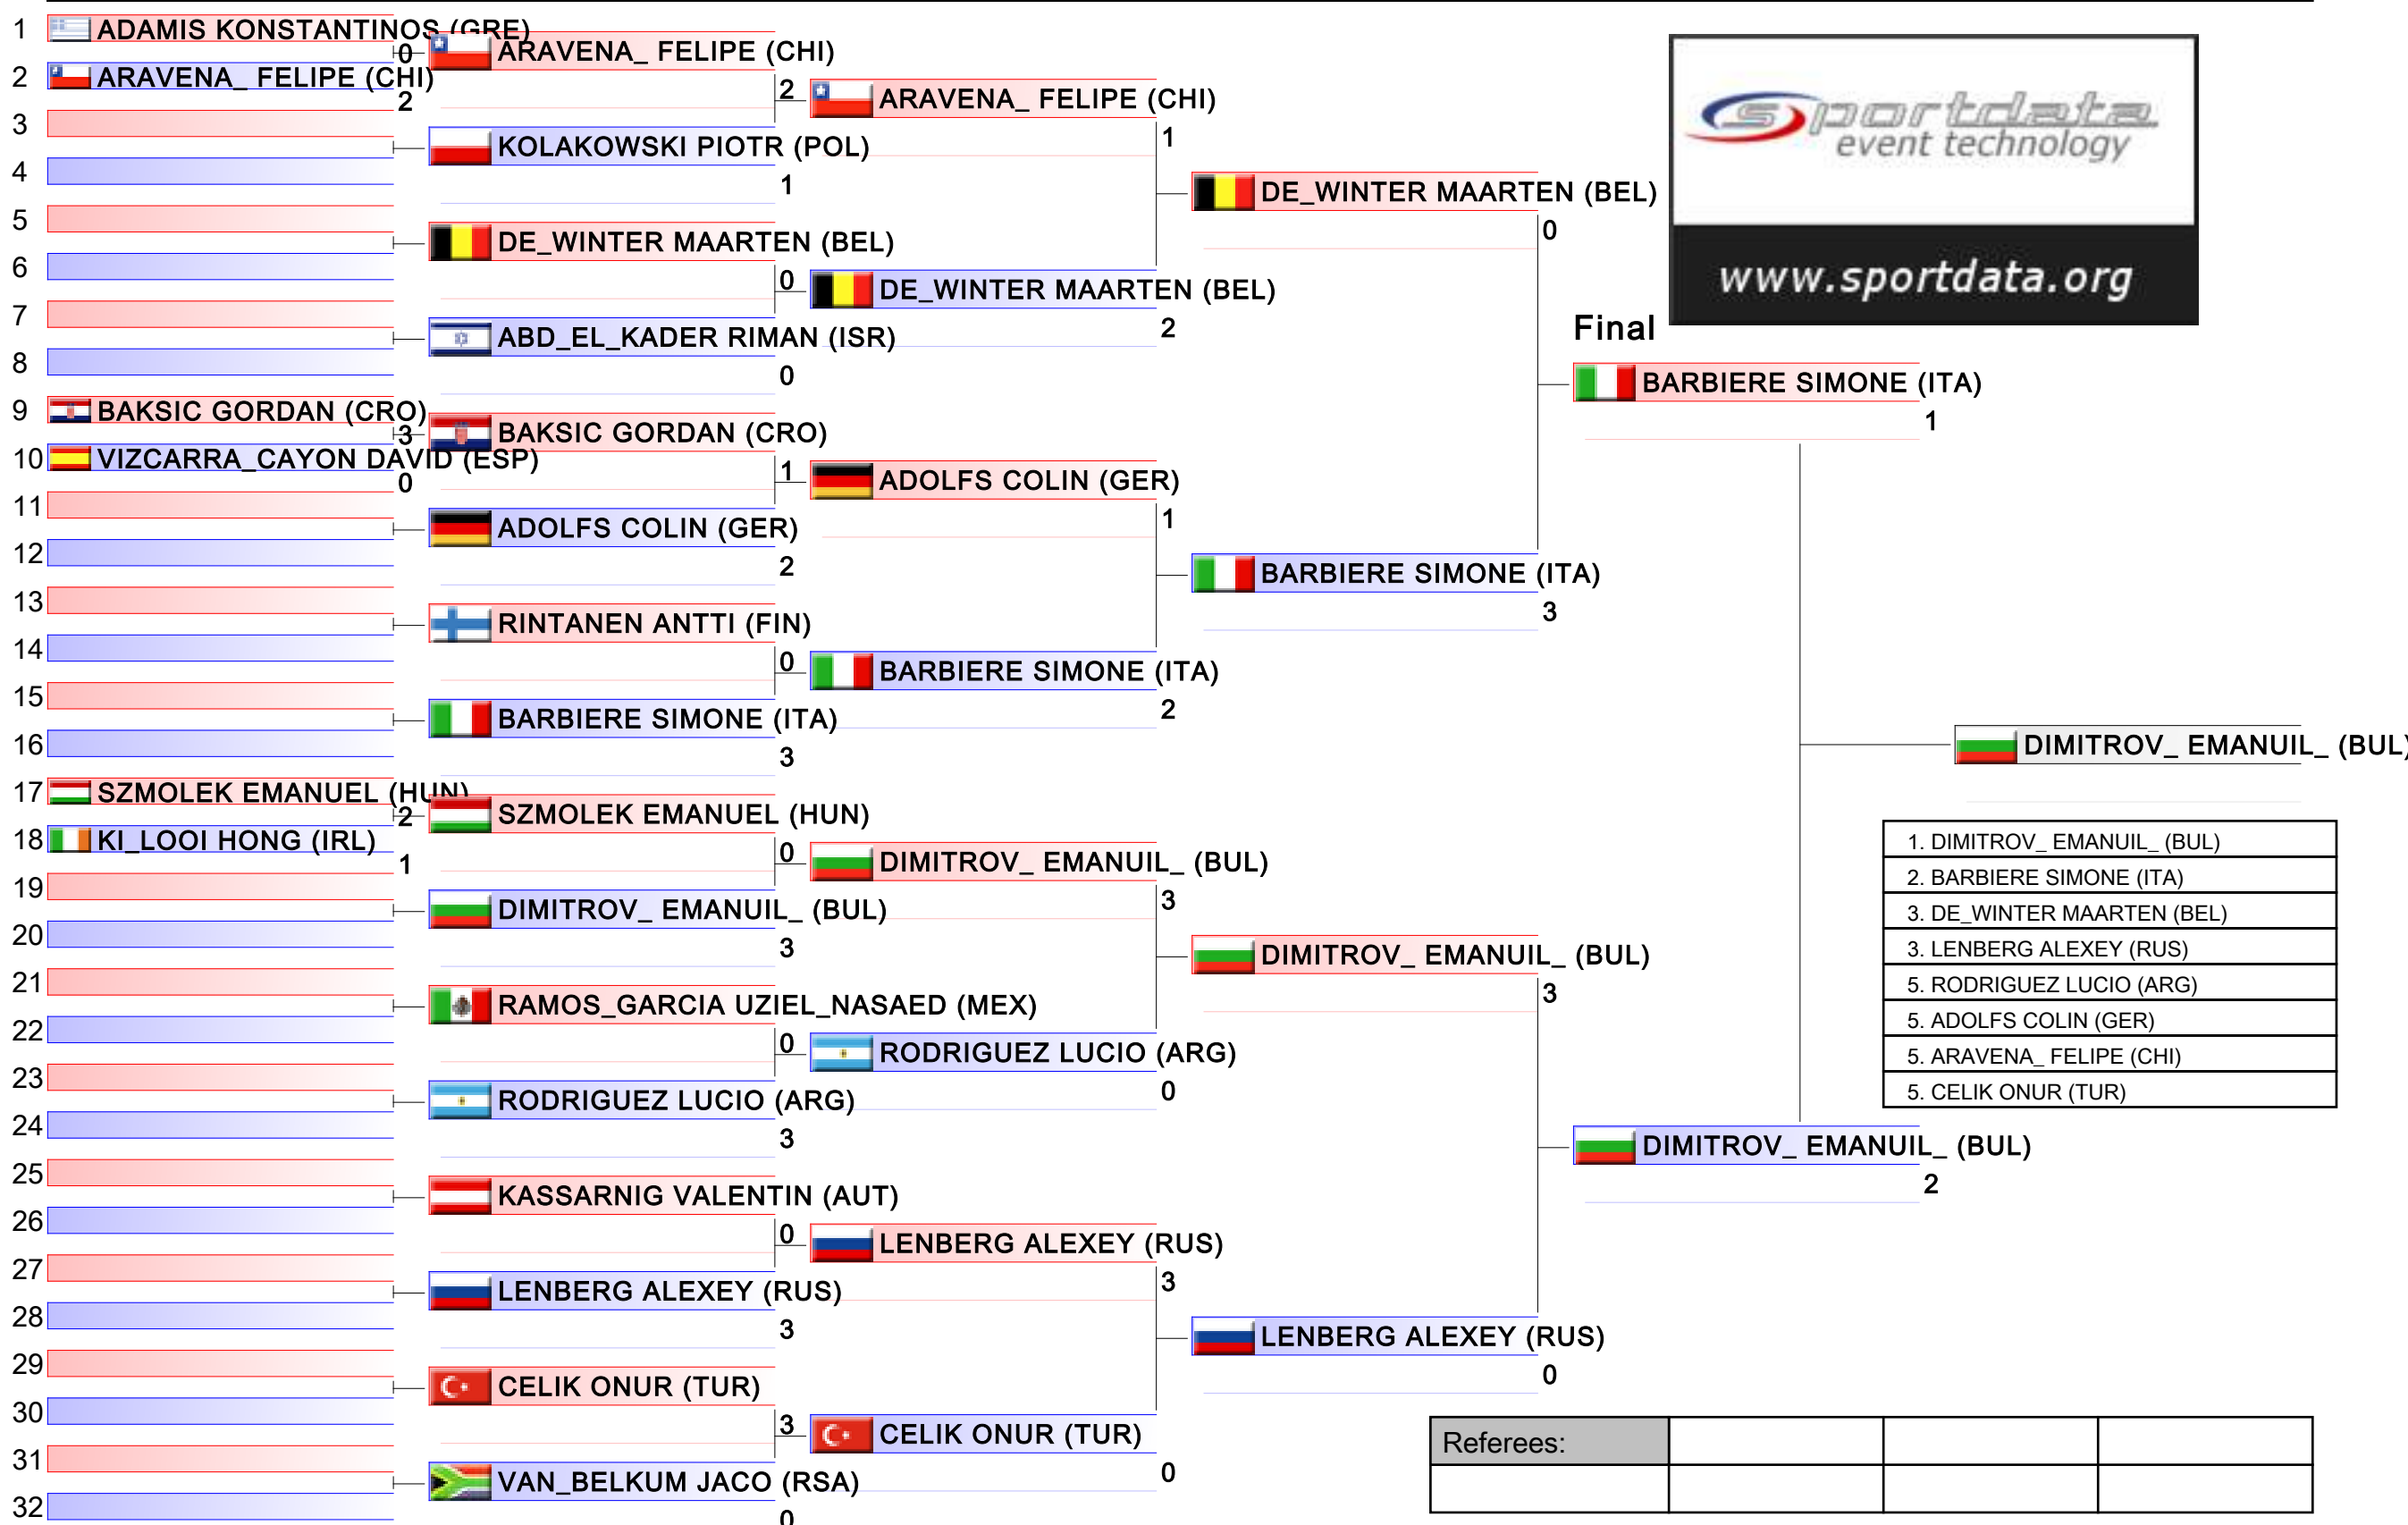 1 ADAMIS KONSTANTINOS (GRE)
0
2 ARAVENA_ FELIPE (CHI)
2
3
4
5
6
7
8
9 BAKSIC GORDAN (CRO)
3
10 VIZCARRA_CAYON DAVID (ESP)
0
11
12
13
14
15
16
17 SZMOLEK EMANUEL (HUN)
2
18 KI_LOOI HONG (IRL)
1
19
20
21
22
23
24
25
26
27
28
29
30
31
32
ARAVENA_ FELIPE (CHI)
2
KOLAKOWSKI PIOTR (POL)
1
DE_WINTER MAARTEN (BEL)
0
ABD_EL_KADER RIMAN (ISR)
0
BAKSIC GORDAN (CRO)
1
ADOLFS COLIN (GER)
2
RINTANEN ANTTI (FIN)
0
BARBIERE SIMONE (ITA)
3
SZMOLEK EMANUEL (HUN)
0
DIMITROV_ EMANUIL_ (BUL)
3
RAMOS_GARCIA UZIEL_NASAED (MEX)
0
RODRIGUEZ LUCIO (ARG)
3
KASSARNIG VALENTIN (AUT)
0
LENBERG ALEXEY (RUS)
3
CELIK ONUR (TUR)
3
VAN_BELKUM JACO (RSA)
0
ARAVENA_ FELIPE (CHI)
1
DE_WINTER MAARTEN (BEL)
2
ADOLFS COLIN (GER)
1
BARBIERE SIMONE (ITA)
2
DIMITROV_ EMANUIL_ (BUL)
3
RODRIGUEZ LUCIO (ARG)
0
LENBERG ALEXEY (RUS)
3
CELIK ONUR (TUR)
0
DE_WINTER MAARTEN (BEL)
0
BARBIERE SIMONE (ITA)
3
DIMITROV_ EMANUIL_ (BUL)
3
LENBERG ALEXEY (RUS)
0
Final
BARBIERE SIMONE (ITA)
1
DIMITROV_ EMANUIL_ (BUL)
2
DIMITROV_ EMANUIL_ (BUL)
sportdata
event technology
www.sportdata.org
1. DIMITROV_ EMANUIL_ (BUL)
2. BARBIERE SIMONE (ITA)
3. DE_WINTER MAARTEN (BEL)
3. LENBERG ALEXEY (RUS)
5. RODRIGUEZ LUCIO (ARG)
5. ADOLFS COLIN (GER)
5. ARAVENA_ FELIPE (CHI)
5. CELIK ONUR (TUR)
Referees: